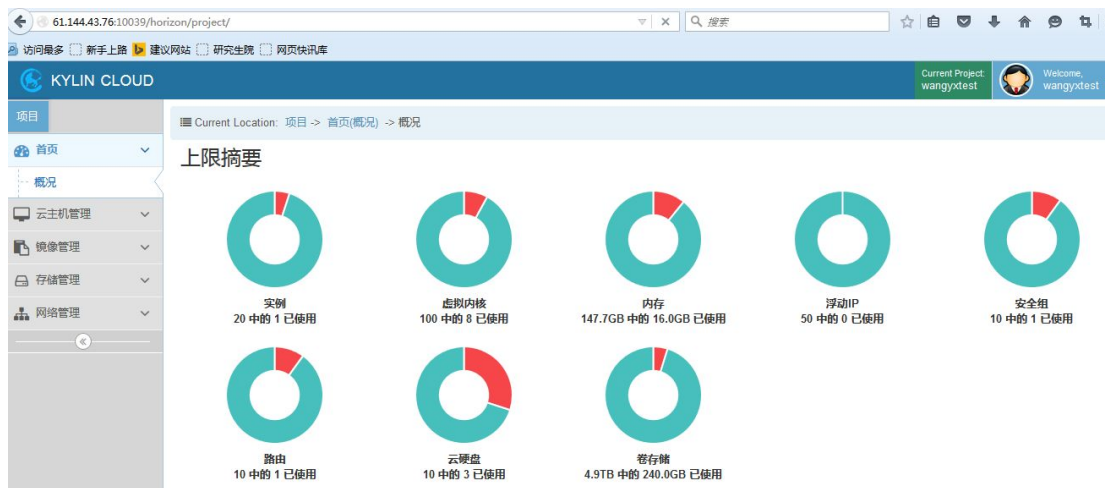 61.144.43.76:10039/horizon/project/
搜索
访问最多 新手上路 建议网站 研究生院 网页快讯库
KYLIN CLOUD
Current Project:
wangyxtest
Welcome,
wangyxtest
项目
Current Location: 项目 -> 首页(概况) -> 概况
首页
概况
云主机管理
镜像管理
存储管理
网络管理
上限摘要
实例
20 中的 1 已使用
虚拟内核
100 中的 8 已使用
内存
147.7GB 中的 16.0GB 已使用
浮动IP
50 中的 0 已使用
安全组
10 中的 1 已使用
路由
10 中的 1 已使用
云硬盘
10 中的 3 已使用
卷存储
4.9TB 中的 240.0GB 已使用